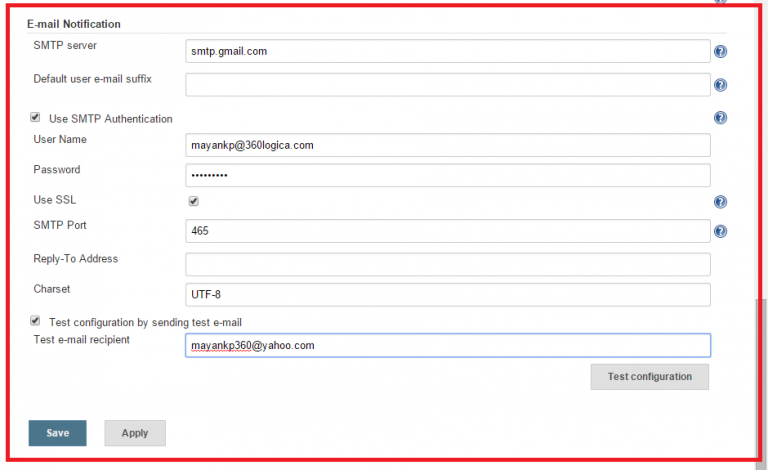 E-mail Notification
SMTP server
smtp.gmail.com
Default user e-mail suffix
Use SMTP Authentication
User Name
mayankp@360logica.com
Password
•••••••••
Use SSL
SMTP Port
465
Reply-To Address
Charset
UTF-8
Test configuration by sending test e-mail
Test e-mail recipient
mayankp360@yahoo.com
Test configuration
Save
Apply